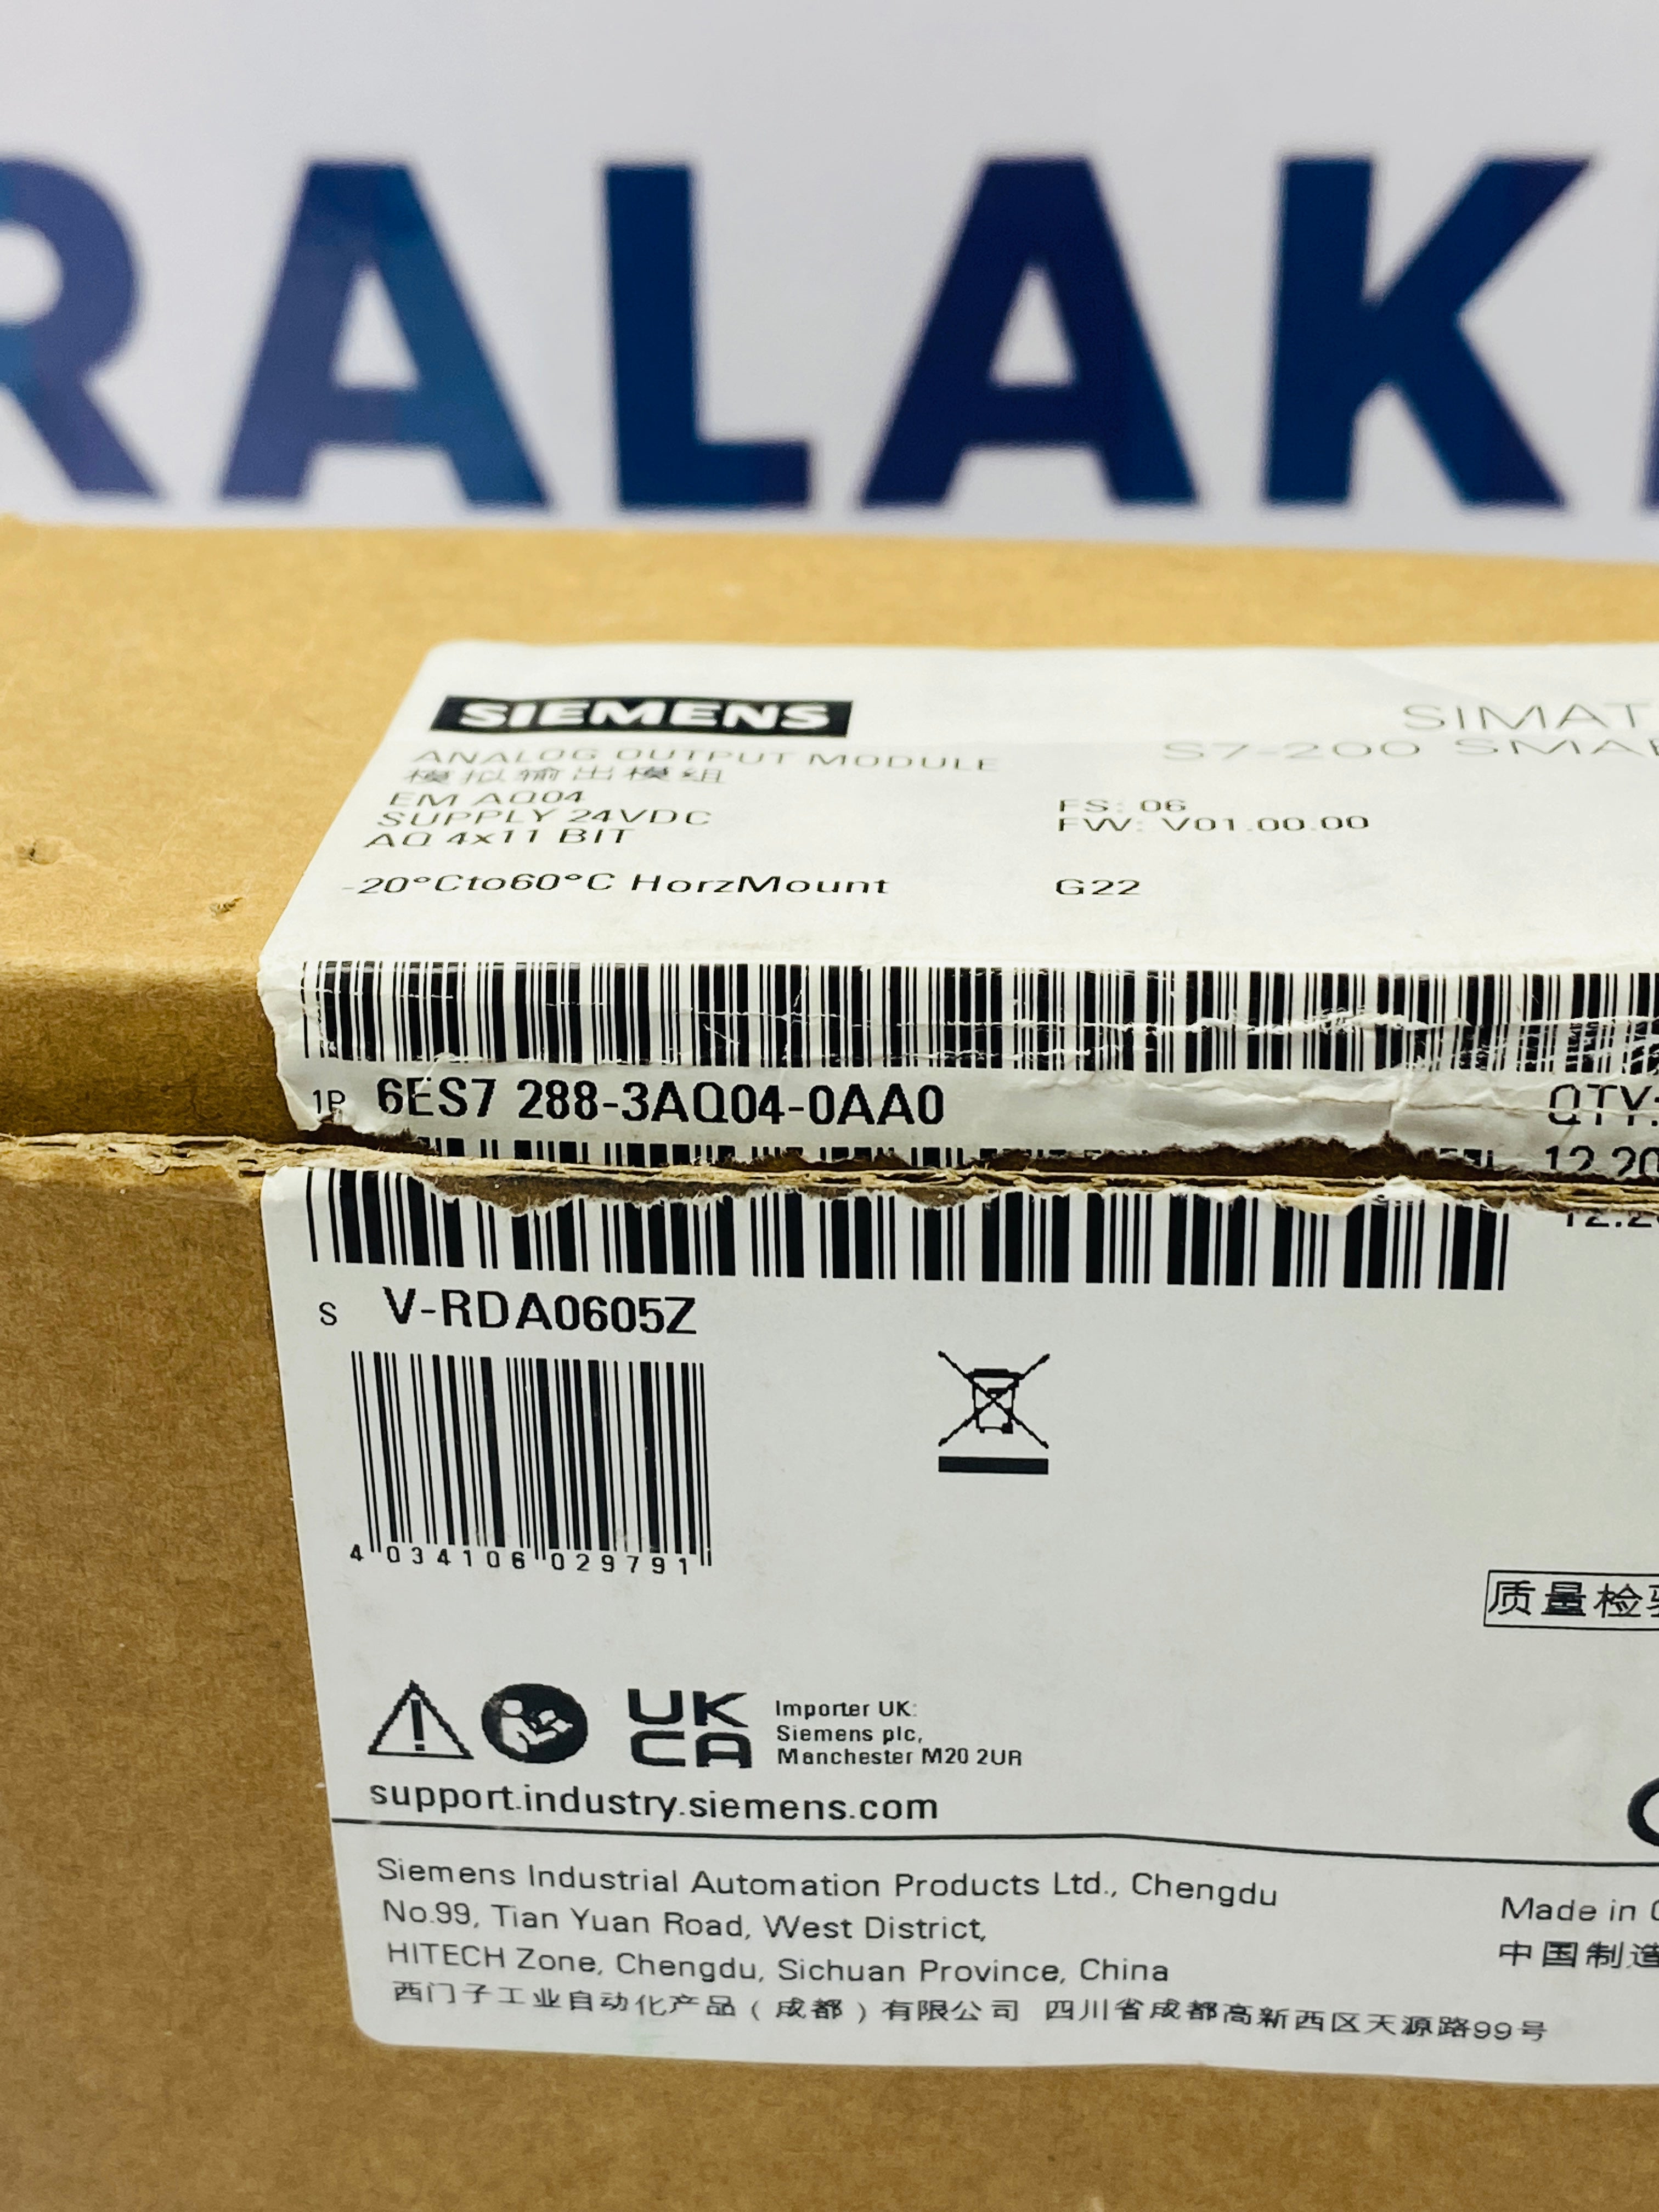 RALAK
SIEMENS
SIMAT
ANALOG OUTPUT MODULE
S7-200 SMA
模拟输出模组
EM AQ04
FS: 06
SUPPLY 24VDC
FW: V01.00.00
AQ 4x11 BIT
-20°Cto60°C HorzMount
G22
1P 6ES7 288-3AQ04-0AA0
QTY:
12.20
S V-RDA0605Z
4 034106 029791
质量检
UK
CA
Importer UK:
Siemens plc,
Manchester M20 2UR
support.industry.siemens.com
Siemens Industrial Automation Products Ltd., Chengdu
No.99, Tian Yuan Road, West District,
Made in
HITECH Zone, Chengdu, Sichuan Province, China
中国制造
西门子工业自动化产品（成都）有限公司 四川省成都高新西区天源路99号